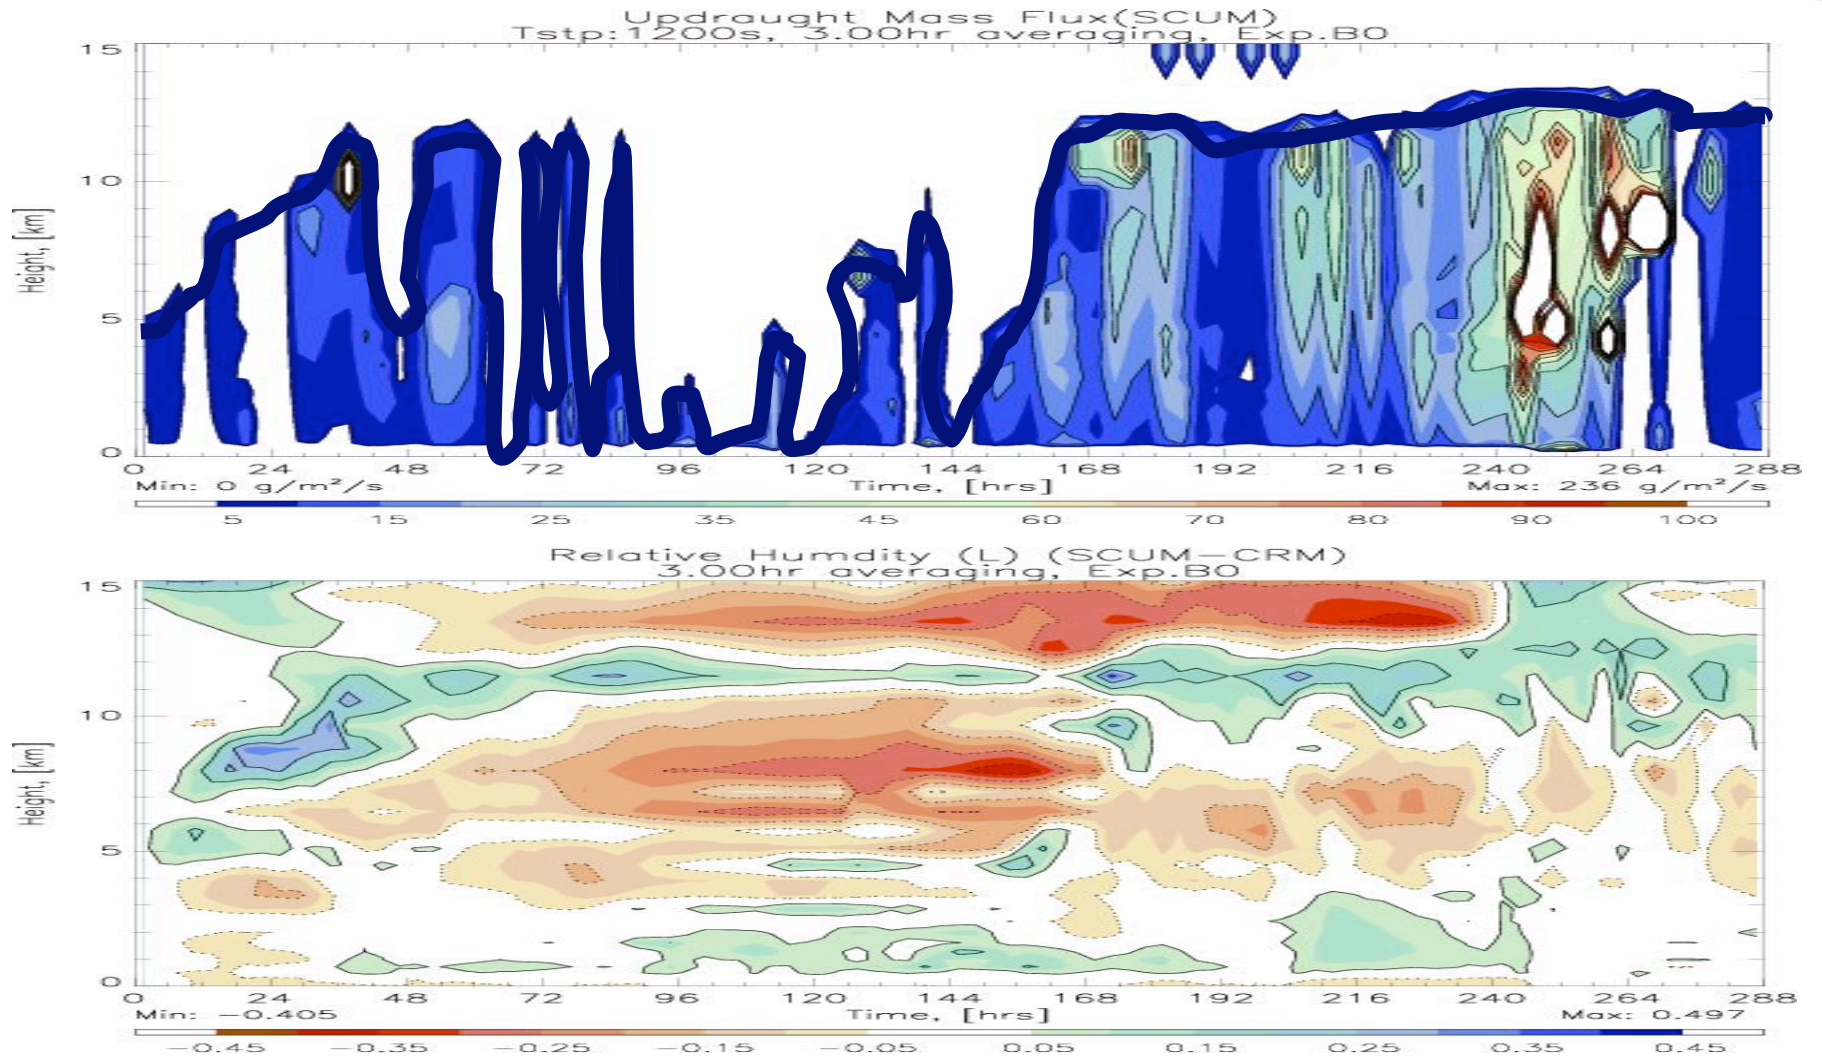 Updraught Mass Flux(SCUM)
Tstp:1200s, 3.00hr averaging, Exp.B0
15
10
5
0
Height, [km]
0 24 48 72 96 120 144 168 192 216 240 264 288
Min: 0 g/m²/s Time, [hrs] Max: 236 g/m²/s
5 15 25 35 45 60 70 80 90 100
Relative Humdity (L) (SCUM-CRM)
3.00hr averaging, Exp.B0
15
10
5
0
Height, [km]
0 24 48 72 96 120 144 168 192 216 240 264 288
Min: -0.405 Time, [hrs] Max: 0.497
-0.45 -0.35 -0.25 -0.15 -0.05 0.05 0.15 0.25 0.35 0.45